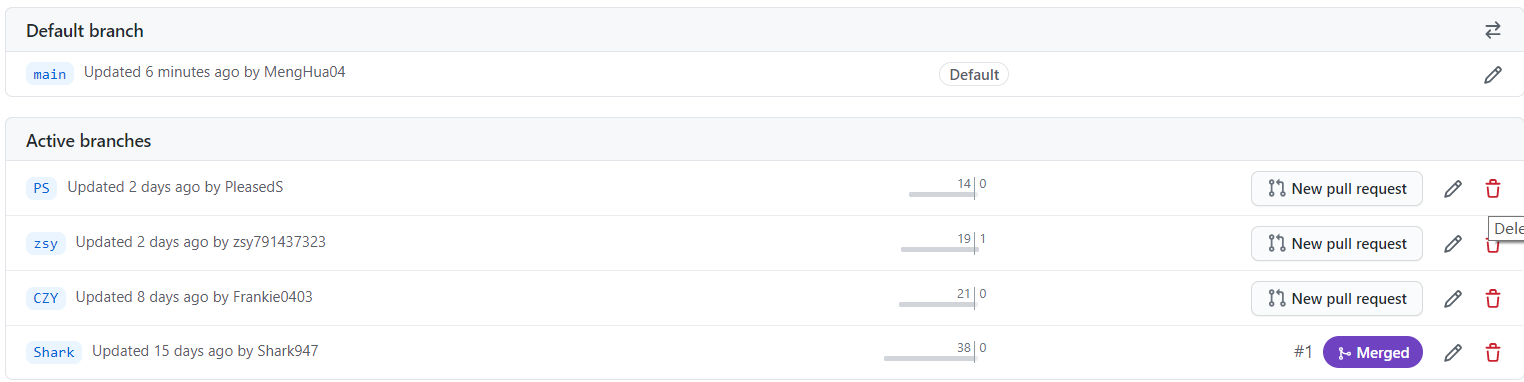 Default branch
main Updated 6 minutes ago by MengHua04 Default
Active branches
PS Updated 2 days ago by PleasedS 14 0 New pull request
zsy Updated 2 days ago by zsy791437323 19 1 New pull request
Dele
CZY Updated 8 days ago by Frankie0403 21 0 New pull request
Shark Updated 15 days ago by Shark947 38 0 #1 Merged